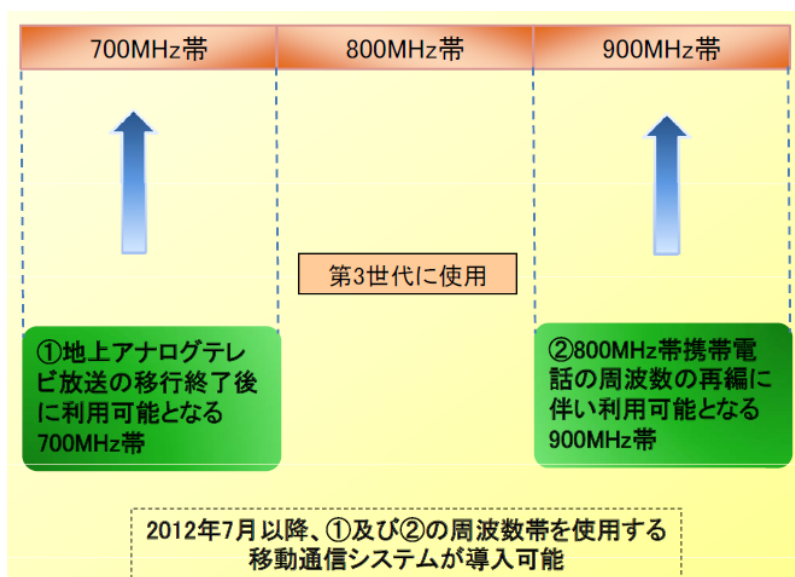 700MHz帯
800MHz帯
900MHz帯
第3世代に使用
①地上アナログテレ
ビ放送の移行終了後
に利用可能となる
700MHz帯
②800MHz帯携帯電
話の周波数の再編に
伴い利用可能となる
900MHz帯
2012年7月以降、①及び②の周波数帯を使用する
移動通信システムが導入可能